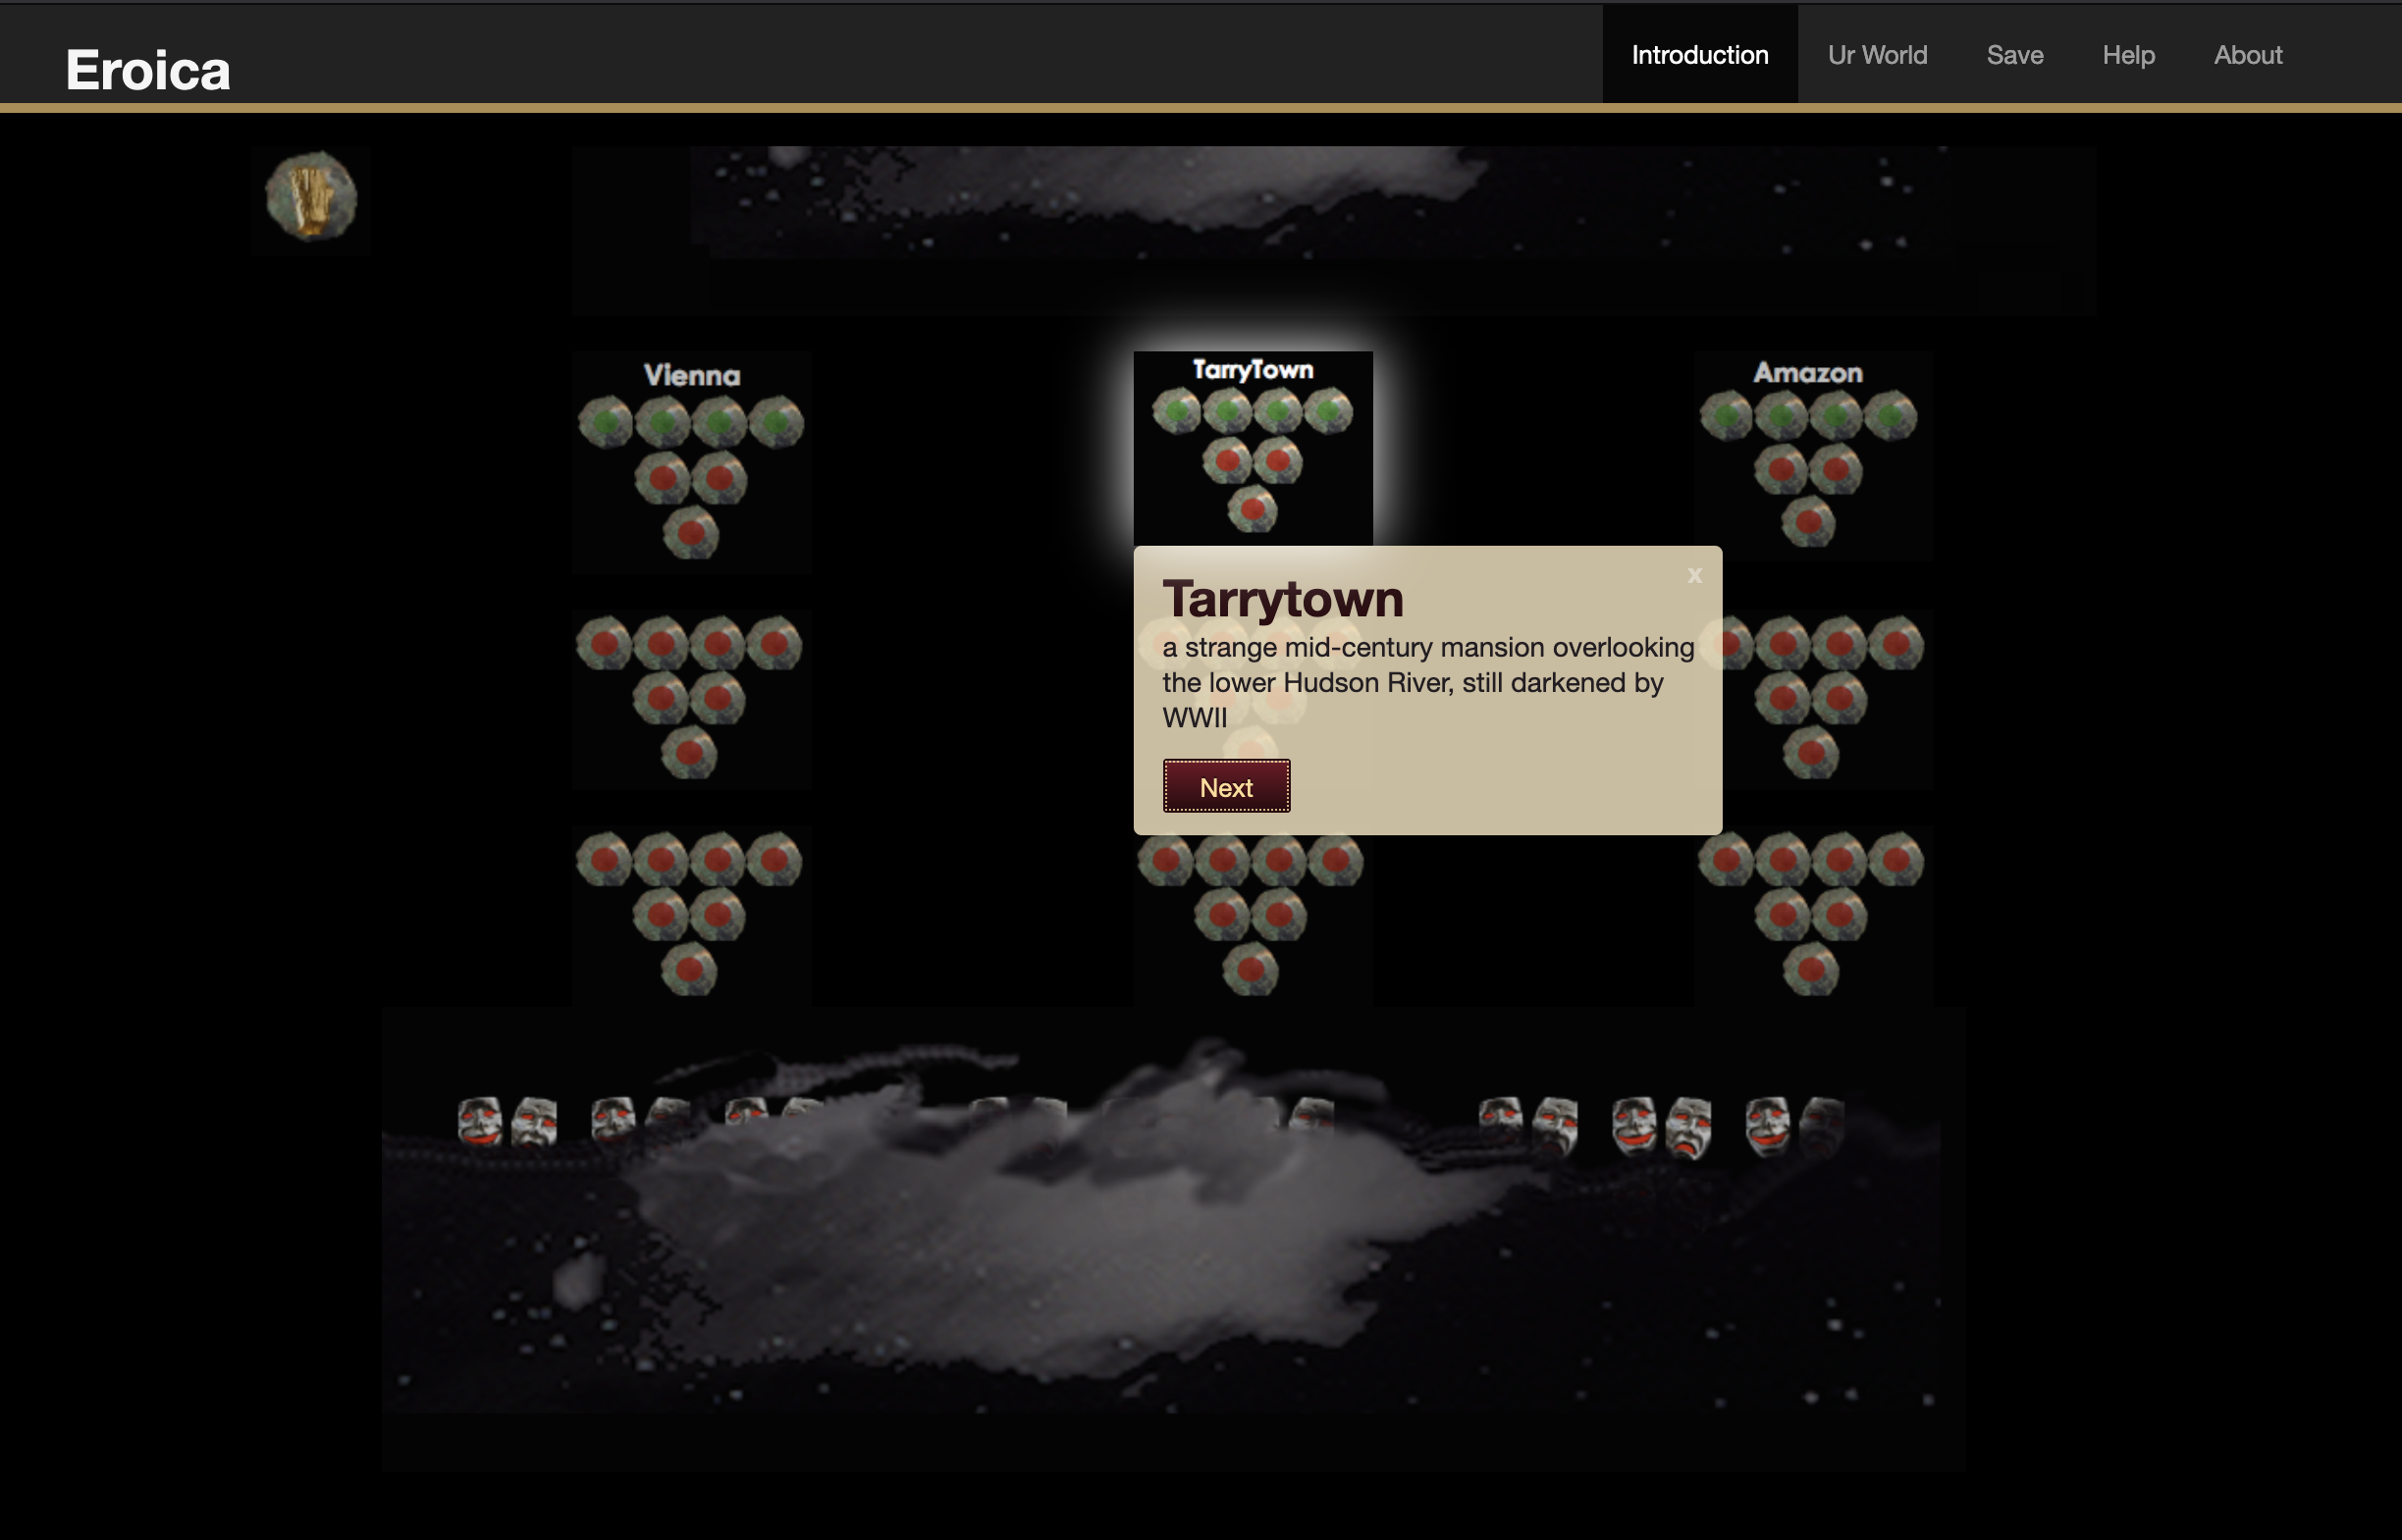 Eroica
Introduction
Ur World
Save
Help
About
Vienna
TarryTown
Amazon
x
Tarrytown
a strange mid-century mansion overlooking
the lower Hudson River, still darkened by
WWII
Next